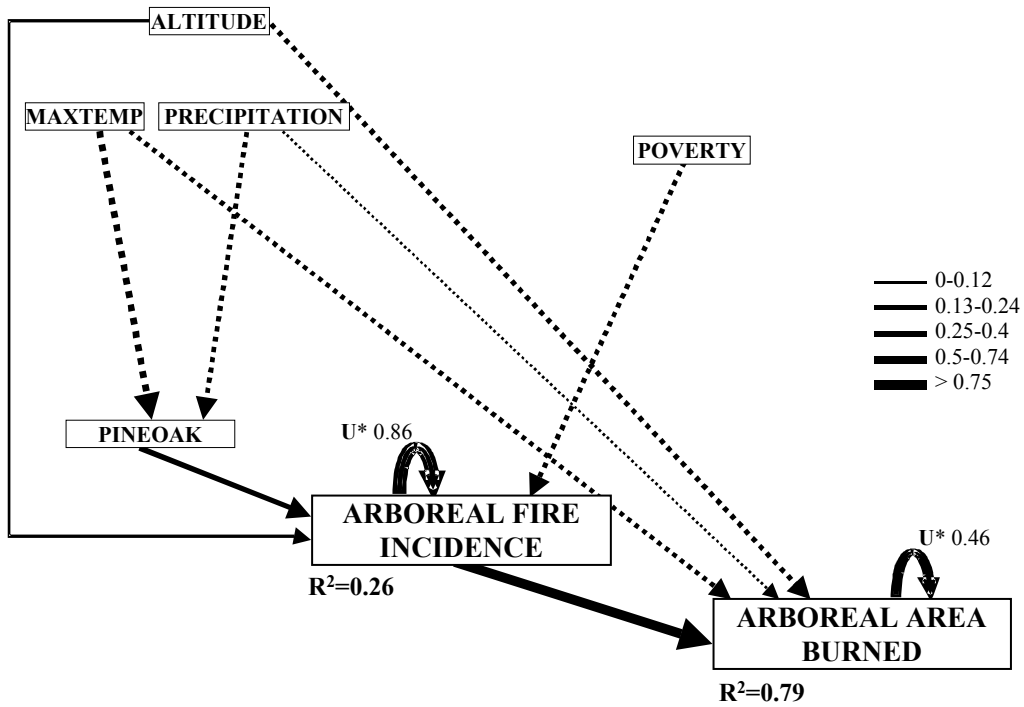 ALTITUDE
MAXTEMP
PRECIPITATION
POVERTY
0-0.12
0.13-0.24
0.25-0.4
0.5-0.74
> 0.75
PINEOAK
U* 0.86
ARBOREAL FIRE
INCIDENCE
R²=0.26
U* 0.46
ARBOREAL AREA
BURNED
R²=0.79